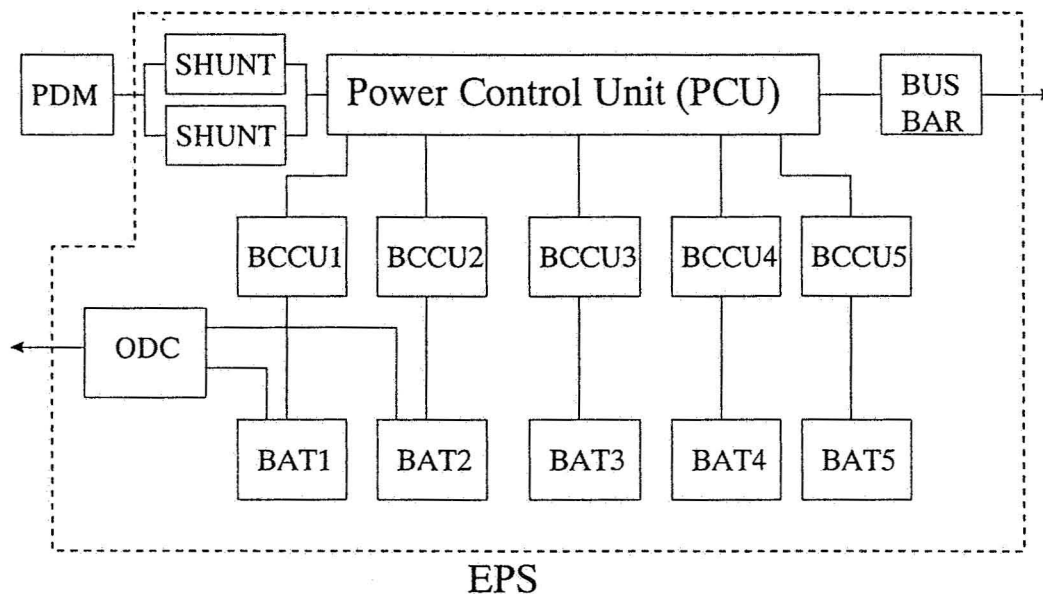 SHUNT
PDM
SHUNT
Power Control Unit (PCU)
BUS
BAR
BCCU1
BCCU2
BCCU3
BCCU4
BCCU5
ODC
BAT1
BAT2
BAT3
BAT4
BAT5
EPS